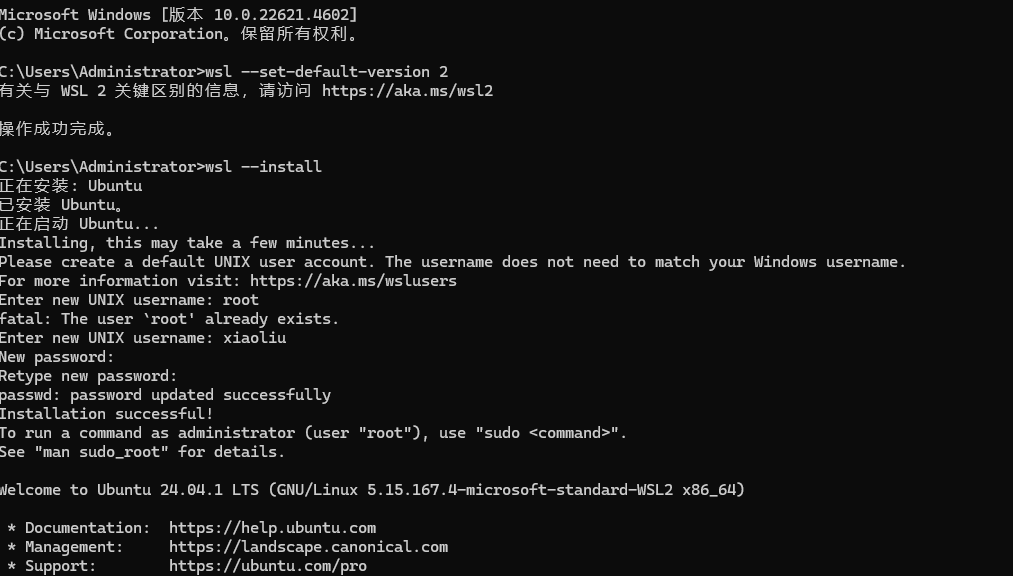 Microsoft Windows [版本 10.0.22621.4602]
(c) Microsoft Corporation。保留所有权利。
C:\Users\Administrator>wsl --set-default-version 2
有关与 WSL 2 关键区别的信息，请访问 https://aka.ms/wsl2
操作成功完成。
C:\Users\Administrator>wsl --install
正在安装: Ubuntu
已安装 Ubuntu。
正在启动 Ubuntu...
Installing, this may take a few minutes...
Please create a default UNIX user account. The username does not need to match your Windows username.
For more information visit: https://aka.ms/wslusers
Enter new UNIX username: root
fatal: The user `root' already exists.
Enter new UNIX username: xiaoliu
New password:
Retype new password:
passwd: password updated successfully
Installation successful!
To run a command as administrator (user "root"), use "sudo <command>".
See "man sudo_root" for details.
Welcome to Ubuntu 24.04.1 LTS (GNU/Linux 5.15.167.4-microsoft-standard-WSL2 x86_64)
* Documentation:  https://help.ubuntu.com
* Management:     https://landscape.canonical.com
* Support:        https://ubuntu.com/pro